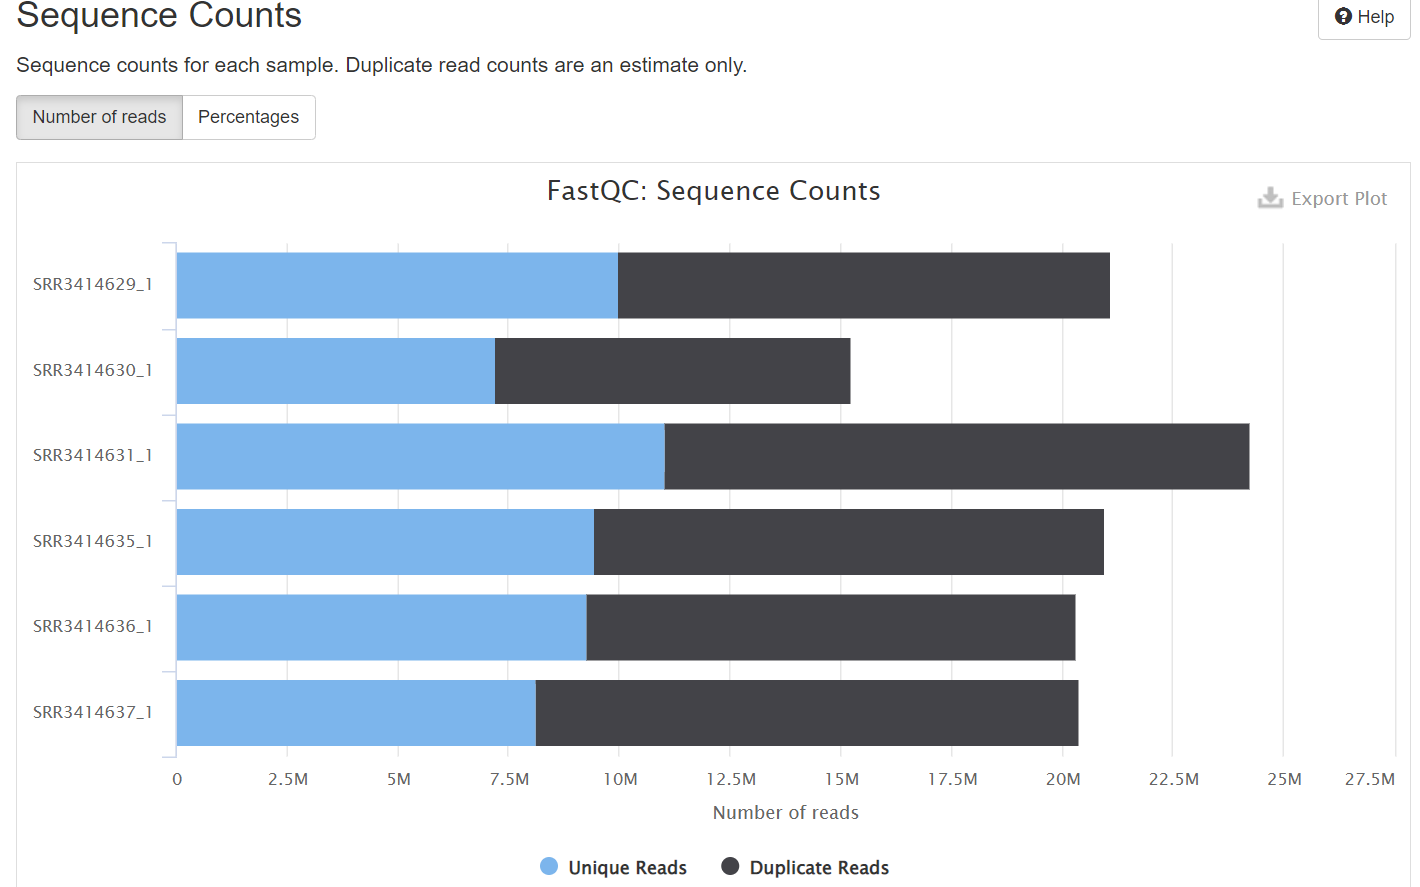 Sequence Counts
Help
Sequence counts for each sample. Duplicate read counts are an estimate only.
Number of reads Percentages
FastQC: Sequence Counts
Export Plot
SRR3414629_1
SRR3414630_1
SRR3414631_1
SRR3414635_1
SRR3414636_1
SRR3414637_1
0 2.5M 5M 7.5M 10M 12.5M 15M 17.5M 20M 22.5M 25M 27.5M
Number of reads
Unique Reads Duplicate Reads